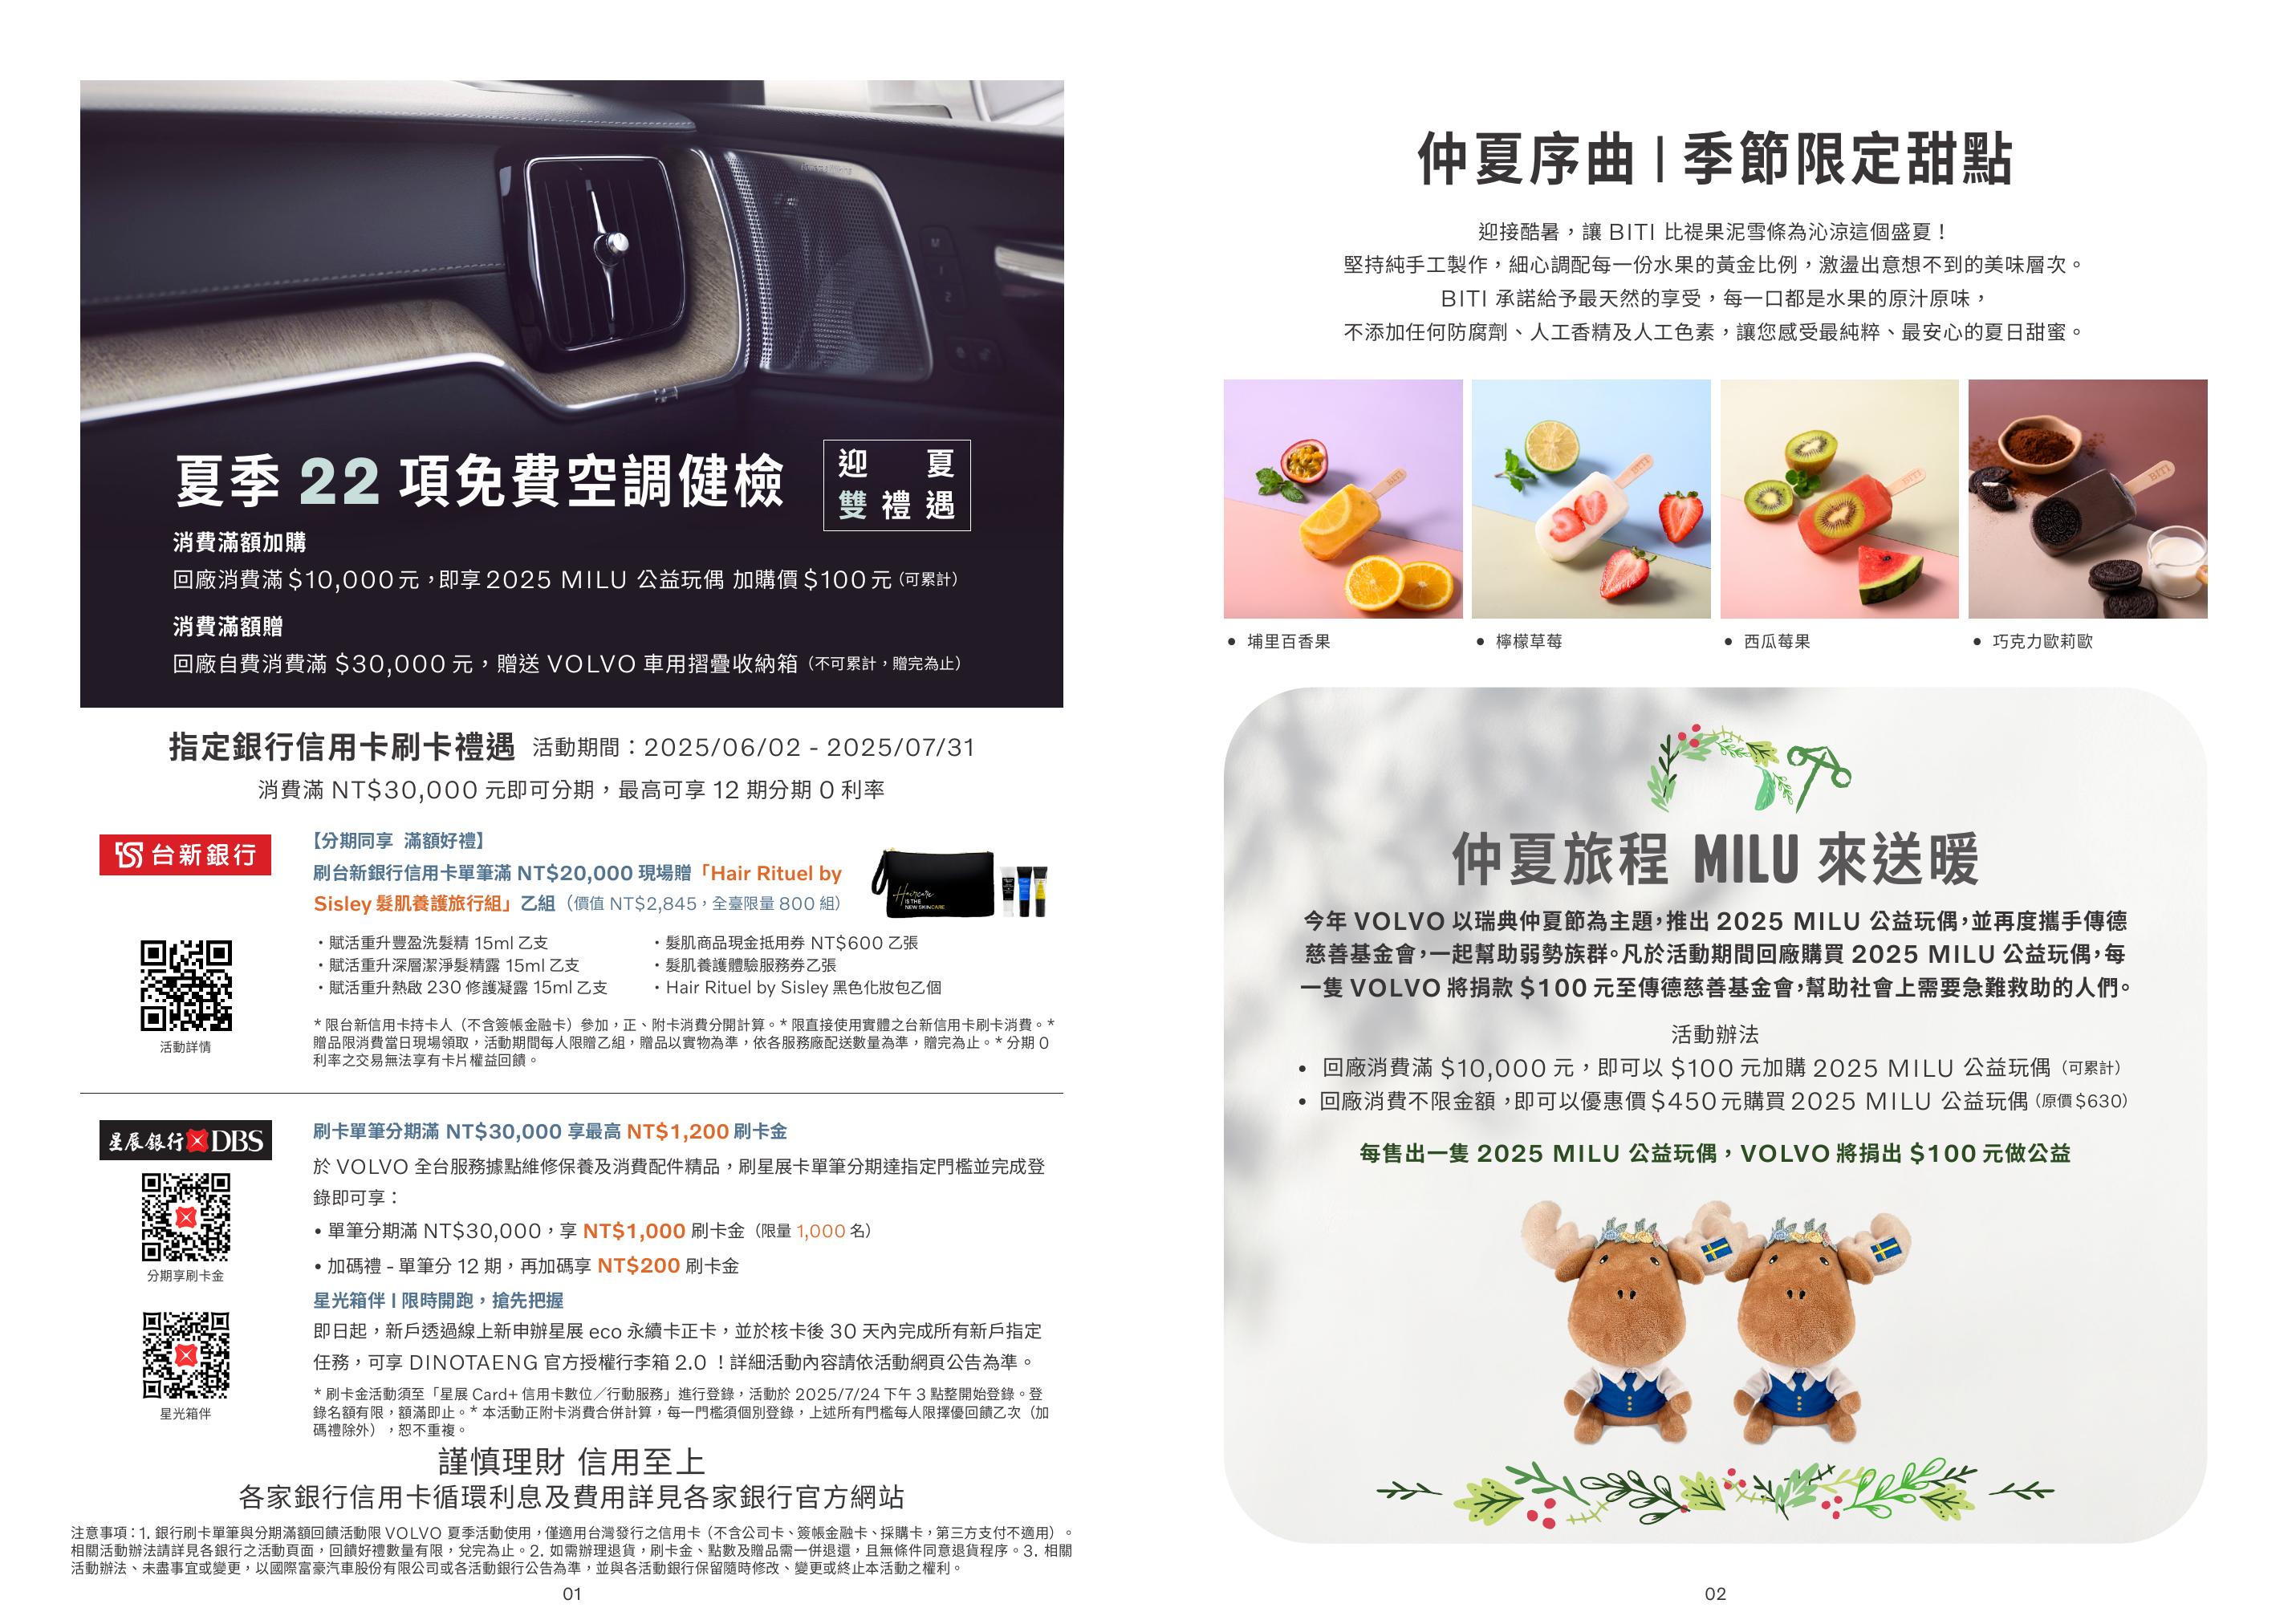 夏季 22 項免費空調健檢
迎 夏
雙 禮 遇
消費滿額加購
回廠消費滿 $10,000 元，即享 2025 MILU 公益玩偶 加購價 $100 元（可累計）
消費滿額贈
回廠自費消費滿 $30,000 元，贈送 VOLVO 車用摺疊收納箱（不可累計，贈完為止）
指定銀行信用卡刷卡禮遇 活動期間：2025/06/02 - 2025/07/31
消費滿 NT$30,000 元即可分期，最高可享 12 期分期 0 利率
台新銀行
【分期同享 滿額好禮】
刷台新銀行信用卡單筆滿 NT$20,000 現場贈「Hair Rituel by
Sisley 髮肌養護旅行組」乙組（價值 NT$2,845，全臺限量 800 組）
Haircare
IS THE
NEW SKINCARE
・賦活重升豐盈洗髮精 15ml 乙支
・賦活重升深層潔淨髮精露 15ml 乙支
・賦活重升熱啟 230 修護凝露 15ml 乙支
・髮肌商品現金抵用券 NT$600 乙張
・髮肌養護體驗服務券乙張
・Hair Rituel by Sisley 黑色化妝包乙個
活動詳情
* 限台新信用卡持卡人（不含簽帳金融卡）參加，正、附卡消費分開計算。* 限直接使用實體之台新信用卡刷卡消費。*
贈品限消費當日現場領取，活動期間每人限贈乙組，贈品以實物為準，依各服務廠配送數量為準，贈完為止。* 分期 0
利率之交易無法享有卡片權益回饋。
星展銀行 DBS
刷卡單筆分期滿 NT$30,000 享最高 NT$1,200 刷卡金
於 VOLVO 全台服務據點維修保養及消費配件精品，刷星展卡單筆分期達指定門檻並完成登
錄即可享：
• 單筆分期滿 NT$30,000，享 NT$1,000 刷卡金（限量 1,000 名）
• 加碼禮 - 單筆分 12 期，再加碼享 NT$200 刷卡金
分期享刷卡金
星光箱伴 | 限時開跑，搶先把握
即日起，新戶透過線上新申辦星展 eco 永續卡正卡，並於核卡後 30 天內完成所有新戶指定
任務，可享 DINOTAENG 官方授權行李箱 2.0 ！詳細活動內容請依活動網頁公告為準。
星光箱伴
* 刷卡金活動須至「星展 Card+ 信用卡數位／行動服務」進行登錄，活動於 2025/7/24 下午 3 點整開始登錄。登
錄名額有限，額滿即止。* 本活動正附卡消費合併計算，每一門檻須個別登錄，上述所有門檻每人限擇優回饋乙次（加
碼禮除外），恕不重複。
謹慎理財 信用至上
各家銀行信用卡循環利息及費用詳見各家銀行官方網站
注意事項：1. 銀行刷卡單筆與分期滿額回饋活動限 VOLVO 夏季活動使用，僅適用台灣發行之信用卡（不含公司卡、簽帳金融卡、採購卡，第三方支付不適用）。
相關活動辦法請詳見各銀行之活動頁面，回饋好禮數量有限，兌完為止。2. 如需辦理退貨，刷卡金、點數及贈品需一併退還，且無條件同意退貨程序。3. 相關
活動辦法、未盡事宜或變更，以國際富豪汽車股份有限公司或各活動銀行公告為準，並與各活動銀行保留隨時修改、變更或終止本活動之權利。
01
仲夏序曲 | 季節限定甜點
迎接酷暑，讓 BITI 比褆果泥雪條為沁涼這個盛夏！
堅持純手工製作，細心調配每一份水果的黃金比例，激盪出意想不到的美味層次。
BITI 承諾給予最天然的享受，每一口都是水果的原汁原味，
不添加任何防腐劑、人工香精及人工色素，讓您感受最純粹、最安心的夏日甜蜜。
• 埔里百香果
• 檸檬草莓
• 西瓜莓果
• 巧克力歐莉歐
仲夏旅程 MILU 來送暖
今年 VOLVO 以瑞典仲夏節為主題，推出 2025 MILU 公益玩偶，並再度攜手傳德
慈善基金會，一起幫助弱勢族群。凡於活動期間回廠購買 2025 MILU 公益玩偶，每
一隻 VOLVO 將捐款 $100 元至傳德慈善基金會，幫助社會上需要急難救助的人們。
活動辦法
• 回廠消費滿 $10,000 元，即可以 $100 元加購 2025 MILU 公益玩偶（可累計）
• 回廠消費不限金額，即可以優惠價 $450 元購買 2025 MILU 公益玩偶（原價 $630）
每售出一隻 2025 MILU 公益玩偶，VOLVO 將捐出 $100 元做公益
02